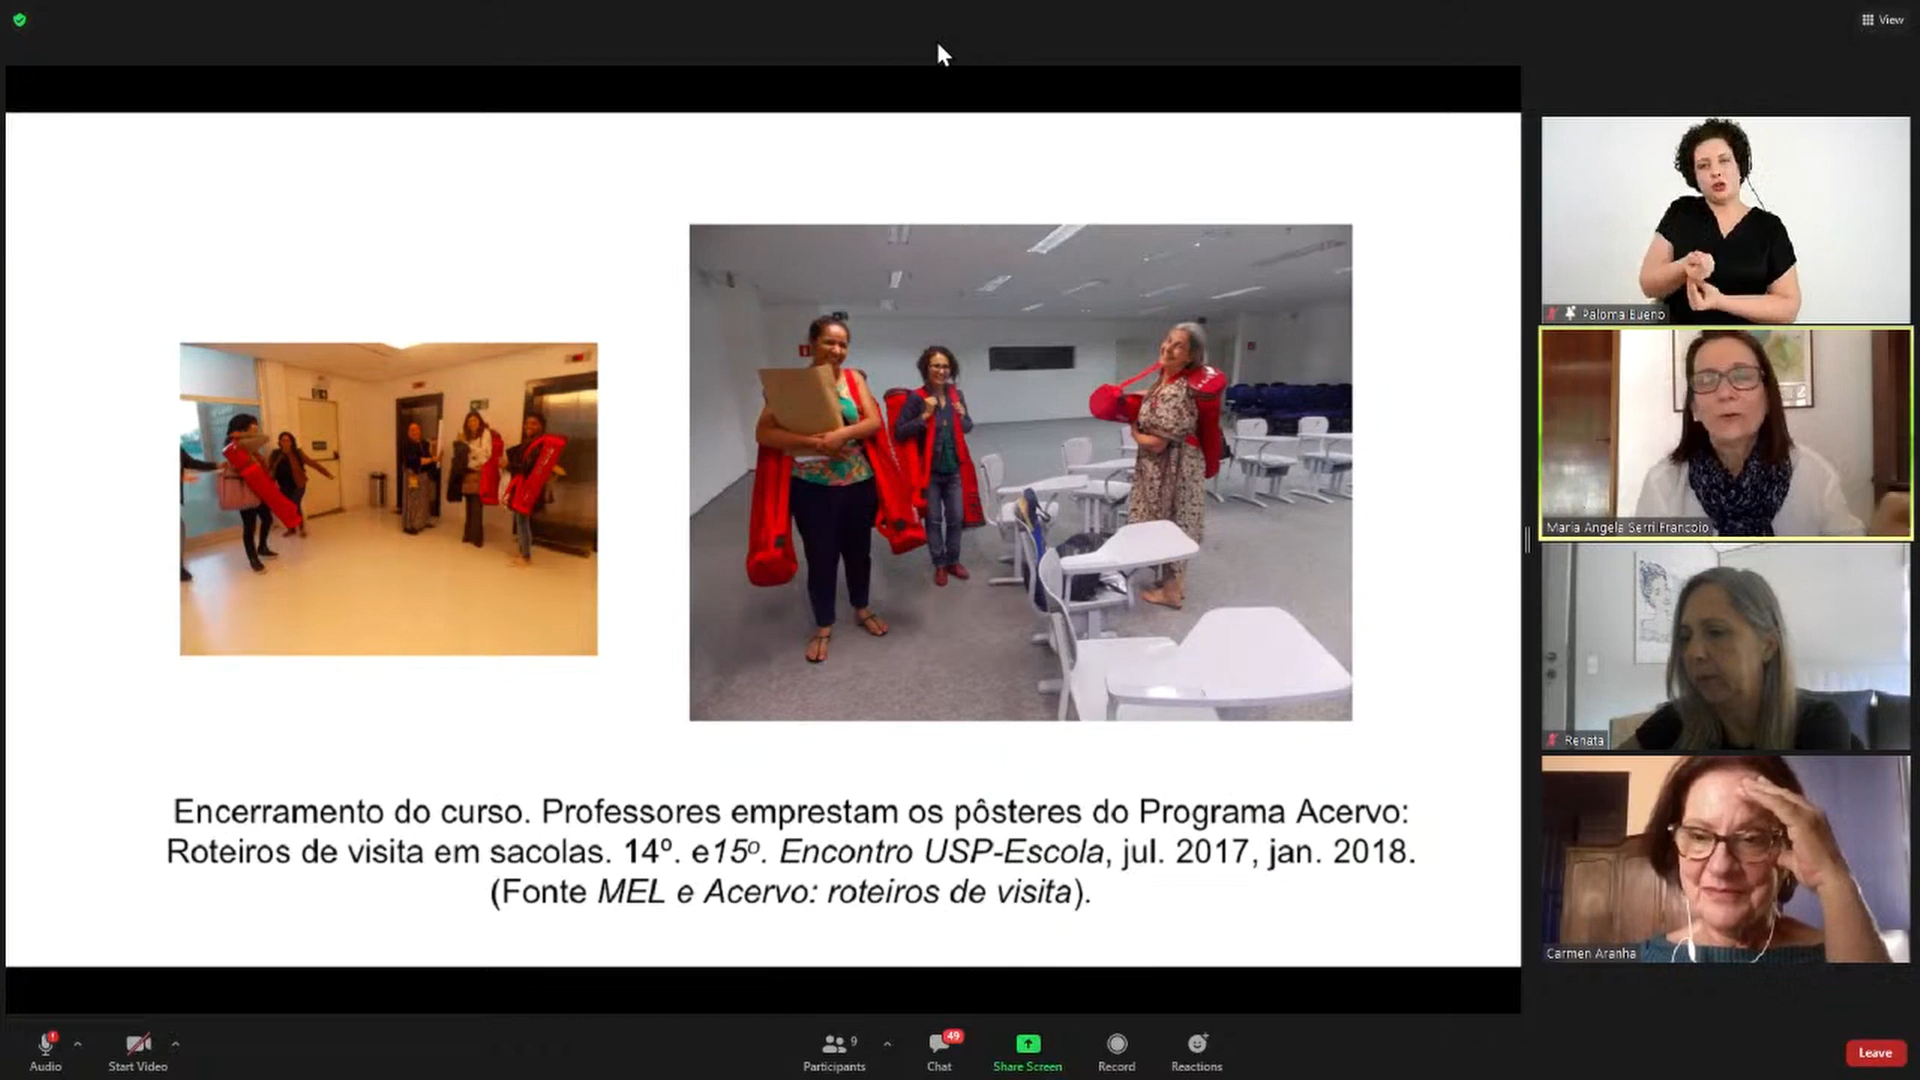 View
Encerramento do curso. Professores emprestam os pôsteres do Programa Acervo:
Roteiros de visita em sacolas. 14º. e15º. Encontro USP-Escola, jul. 2017, jan. 2018.
(Fonte MEL e Acervo: roteiros de visita).
Paloma Bueno
Maria Angela Serri Francoio
Renata
Carmen Aranha
Audio
Start Video
9
Participants
49
Chat
Share Screen
Record
Reactions
Leave